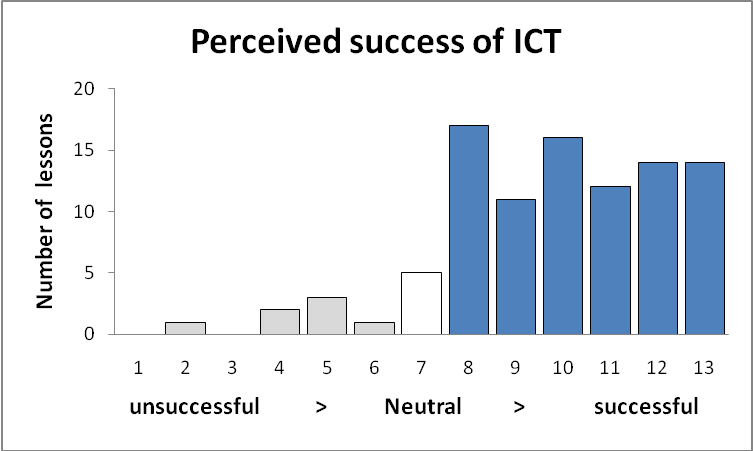 Perceived success of ICT
Number of lessons
20
15
10
5
0
1 2 3 4 5 6 7 8 9 10 11 12 13
unsuccessful > Neutral > successful